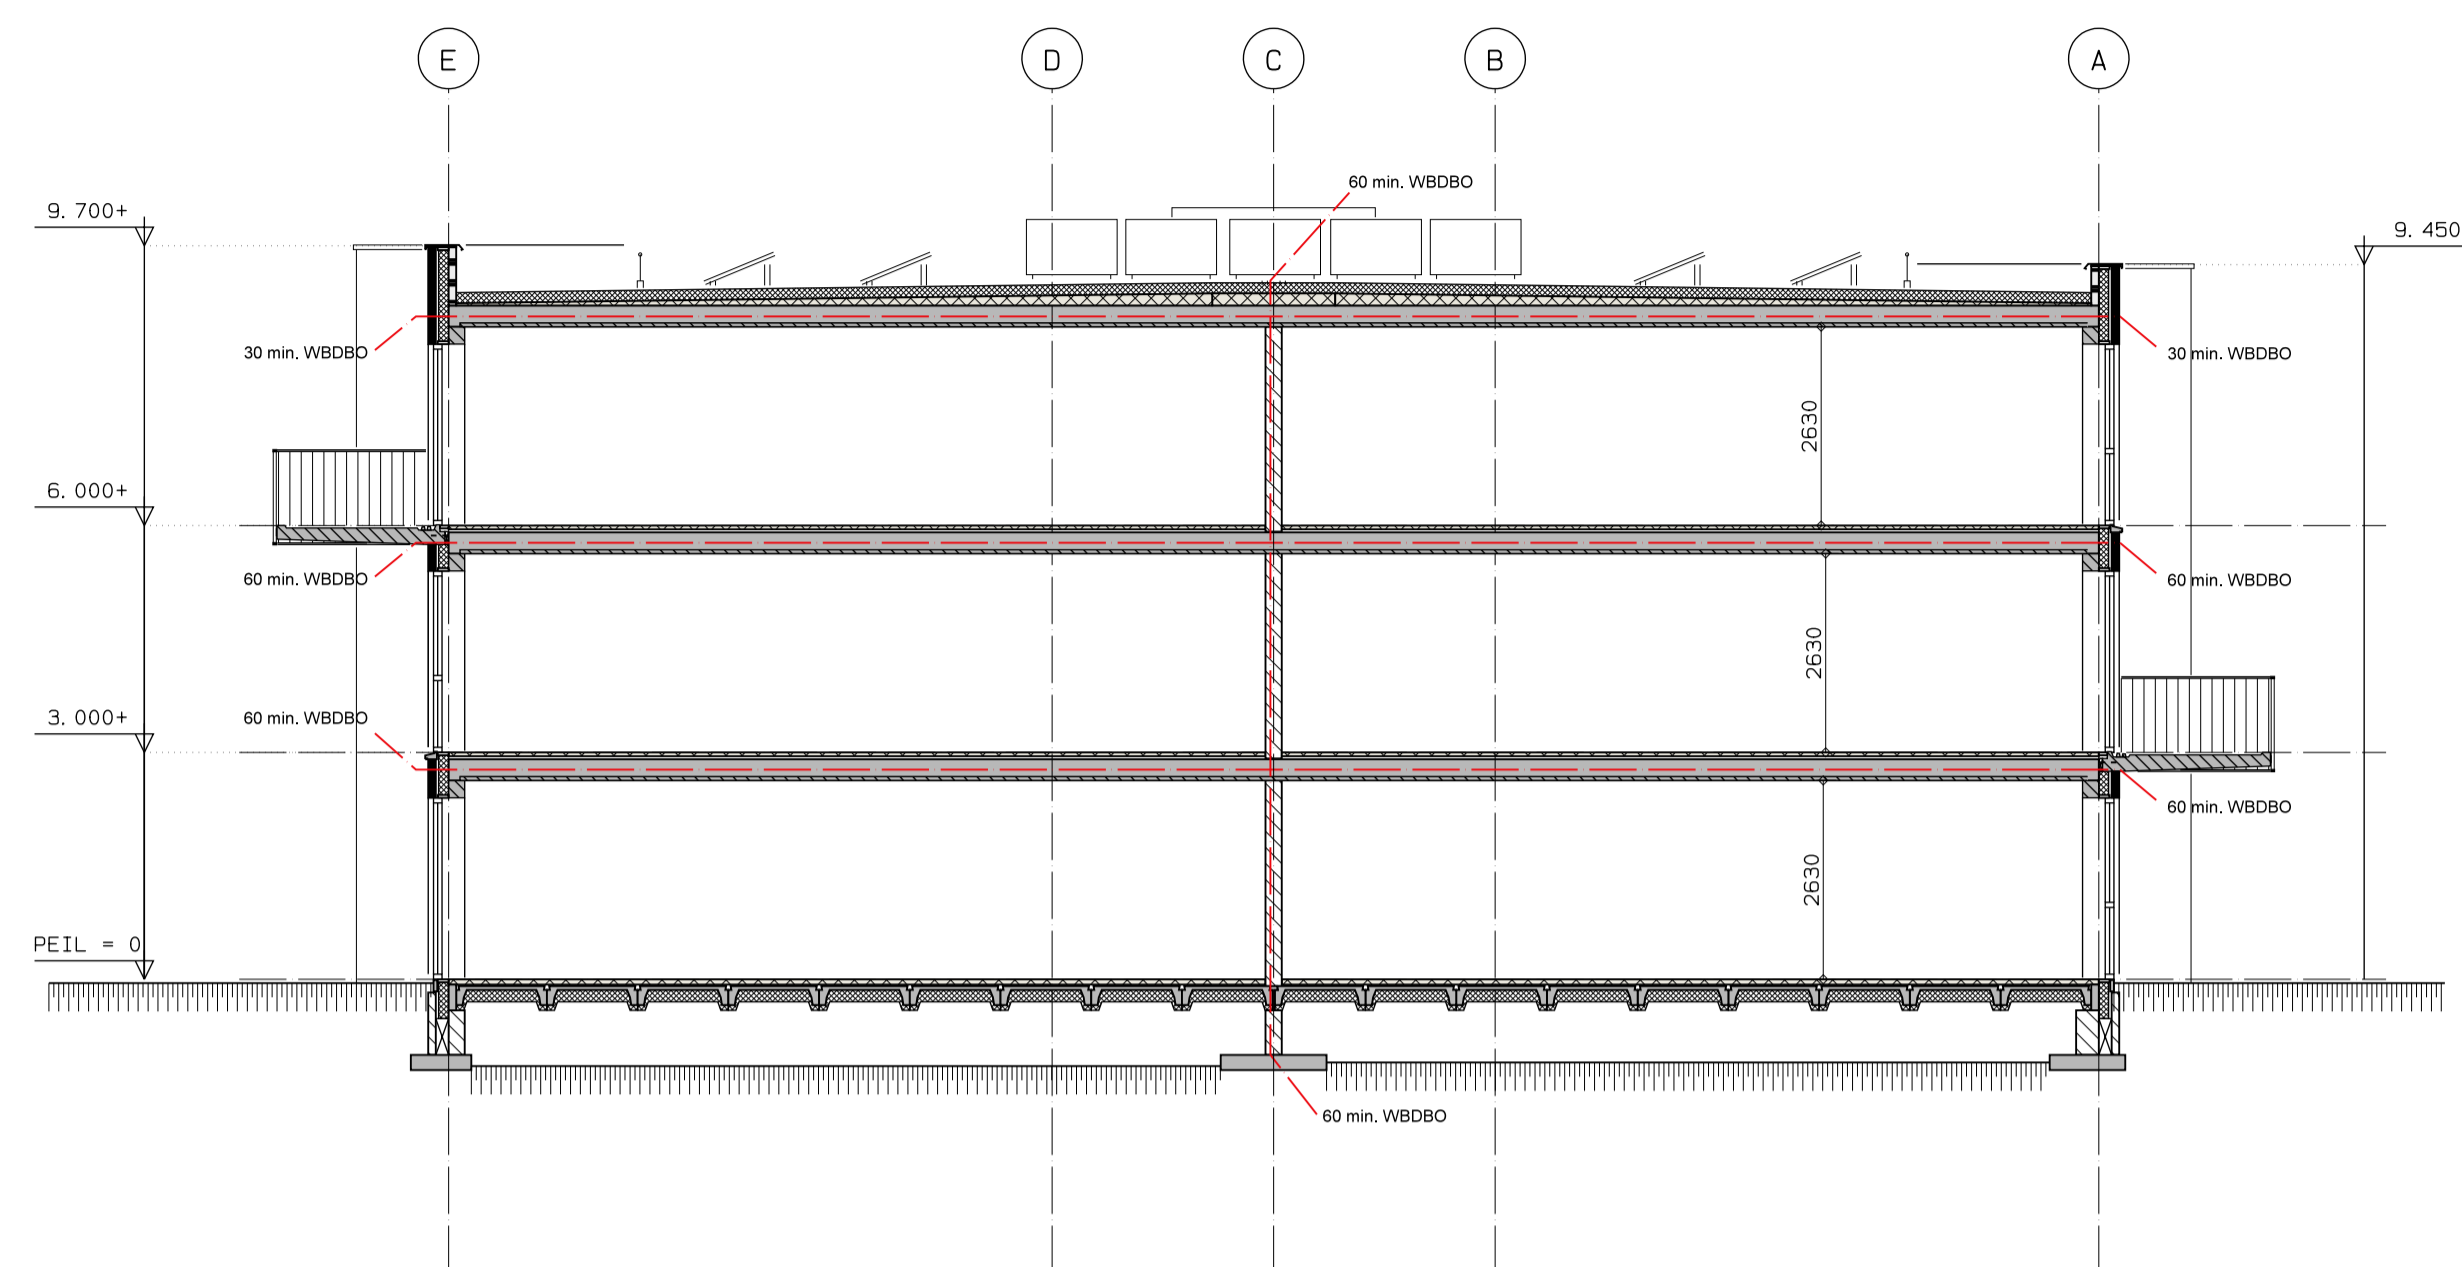 E D C B A
60 min. WBDBO
9. 700+
9. 450
30 min. WBDBO
30 min. WBDBO
2630
6. 000+
60 min. WBDBO
60 min. WBDBO
2630
3. 000+
60 min. WBDBO
60 min. WBDBO
2630
PEIL = 0
60 min. WBDBO